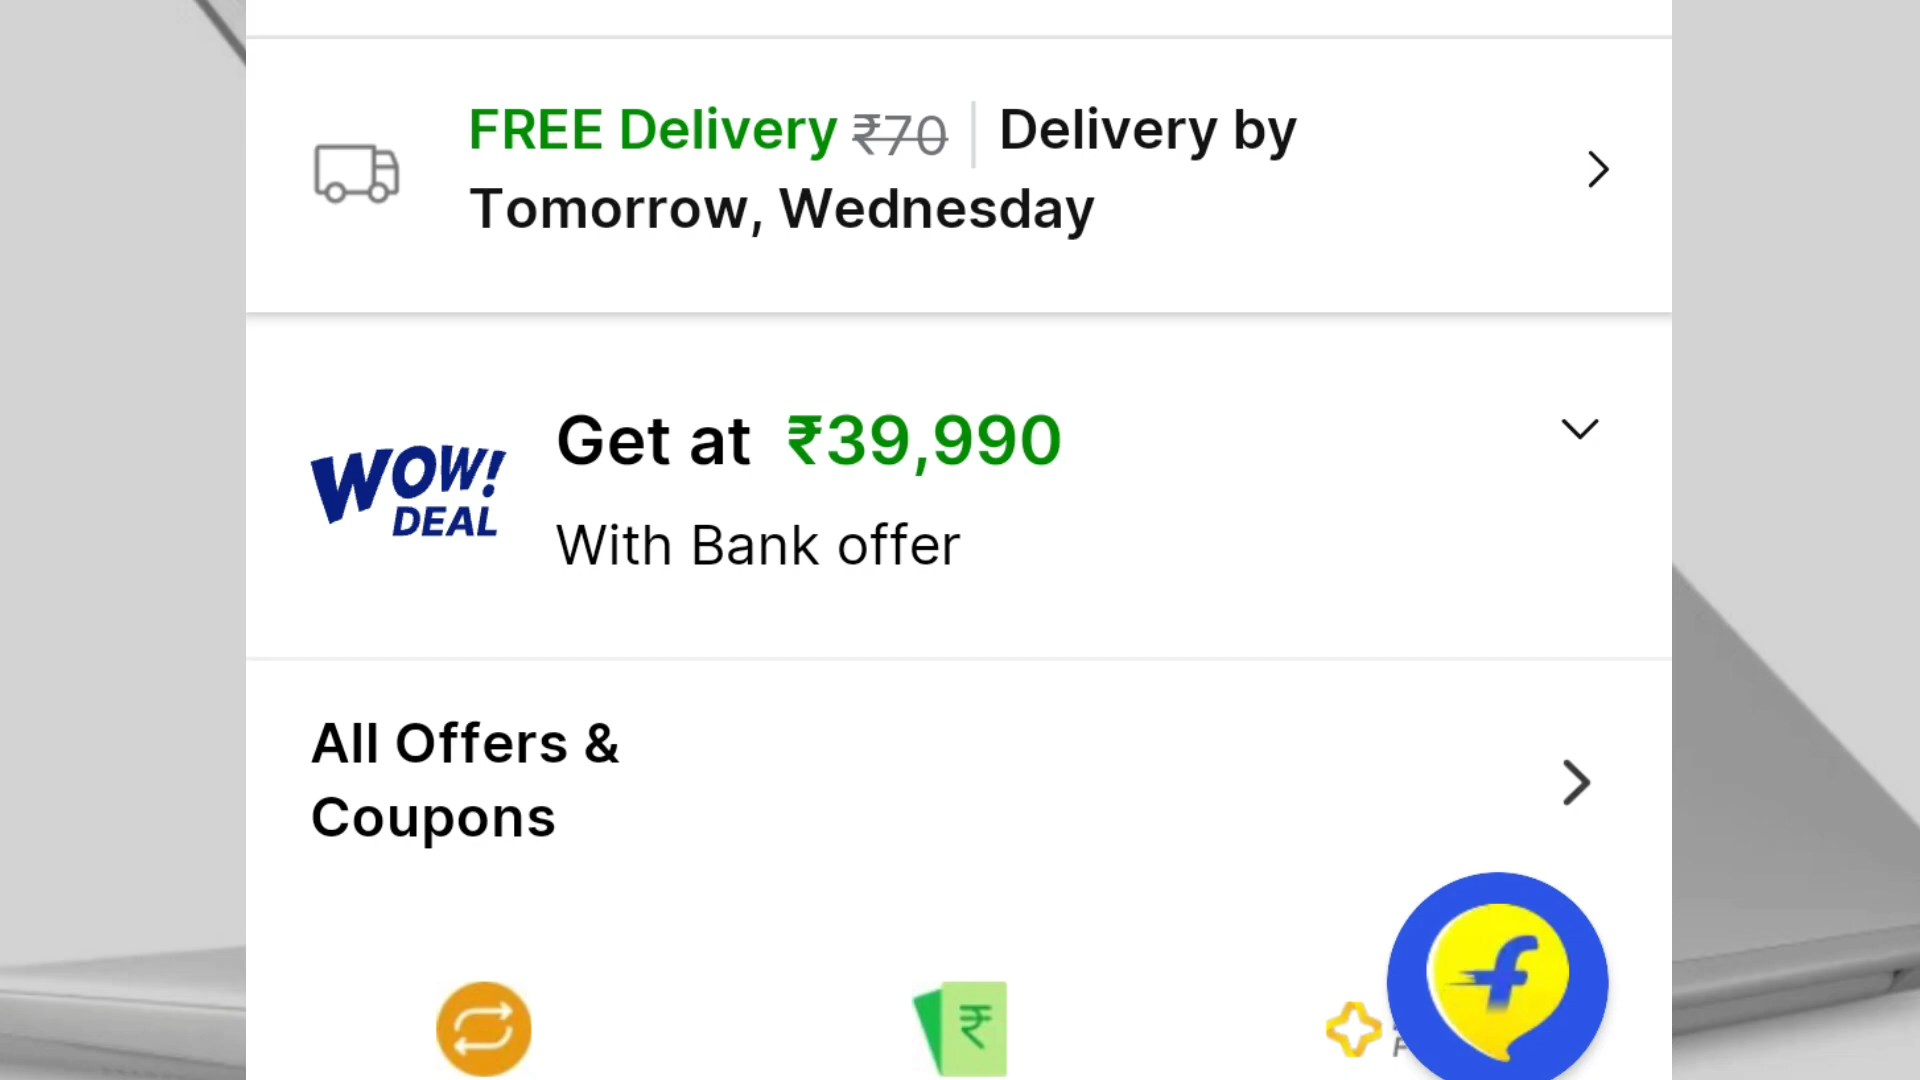 FREE Delivery ₹70 Delivery by
Tomorrow, Wednesday
WOW!
DEAL
Get at ₹39,990
With Bank offer
All Offers &
Coupons
₹
f